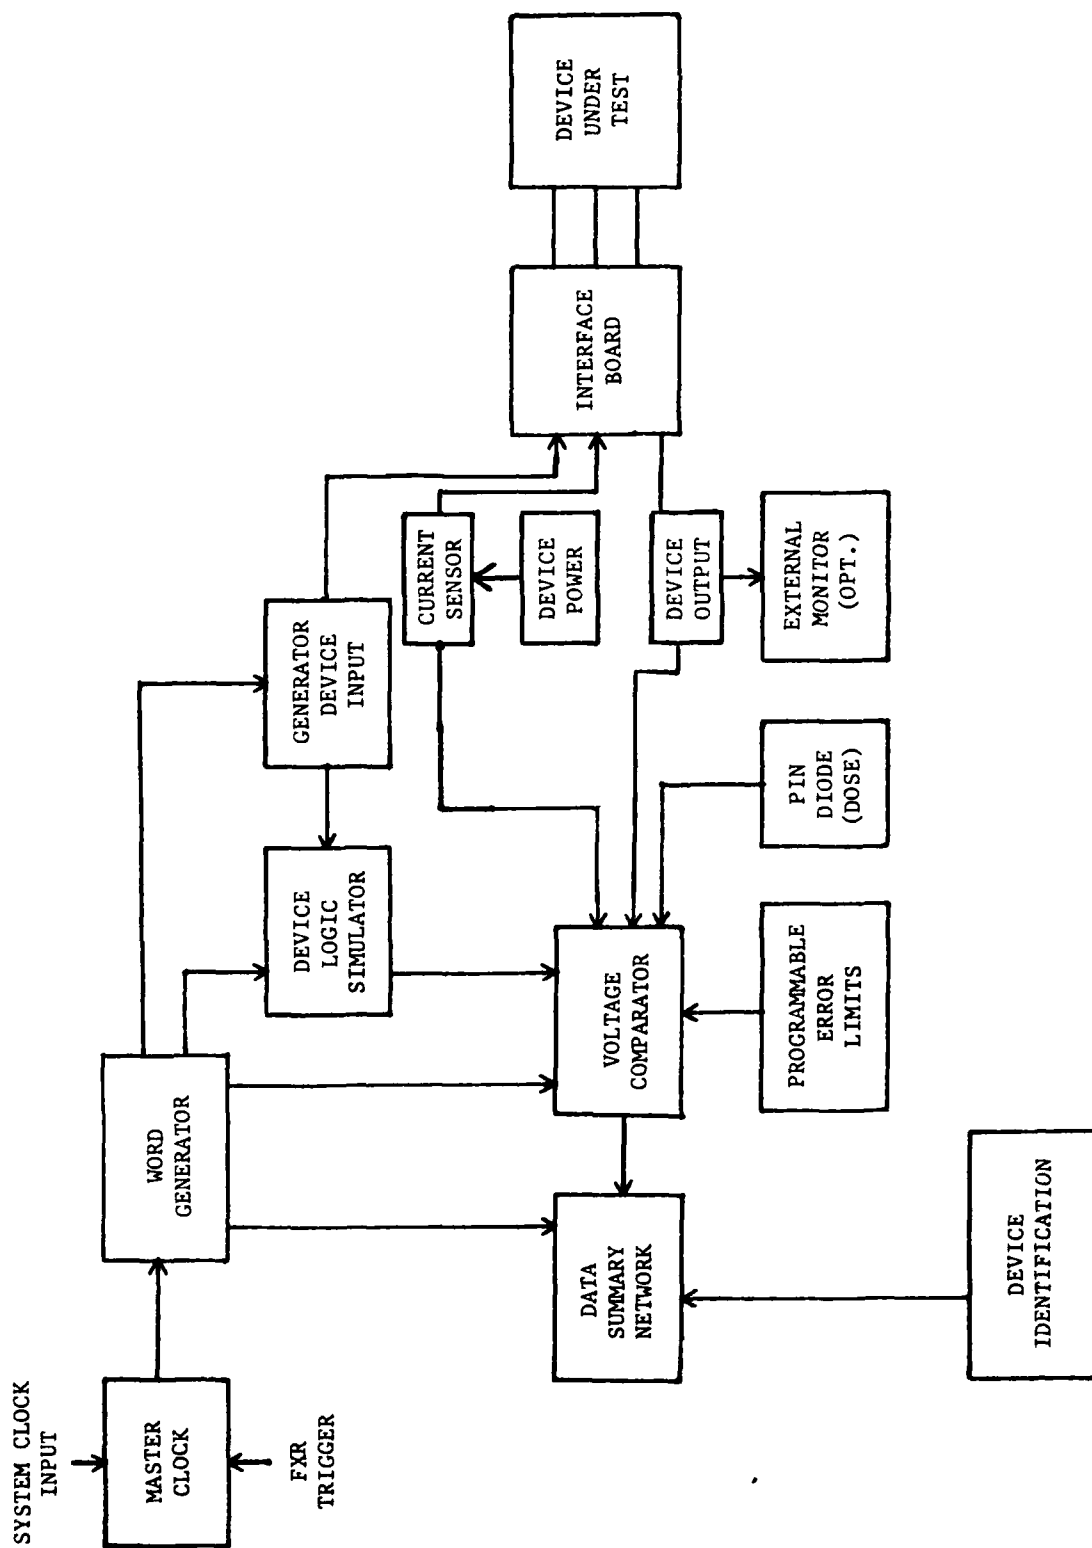 SYSTEM CLOCK
INPUT
MASTER
CLOCK
FXR
TRIGGER
WORD
GENERATOR
DATA
SUMMARY
NETWORK
DEVICE
IDENTIFICATION
DEVICE
LOGIC
SIMULATOR
VOLTAGE
COMPARATOR
PROGRAMMABLE
ERROR
LIMITS
GENERATOR
DEVICE
INPUT
PIN
DIODE
(DOSE)
CURRENT
SENSOR
DEVICE
POWER
DEVICE
OUTPUT
EXTERNAL
MONITOR
(OPT.)
INTERFACE
BOARD
DEVICE
UNDER
TEST